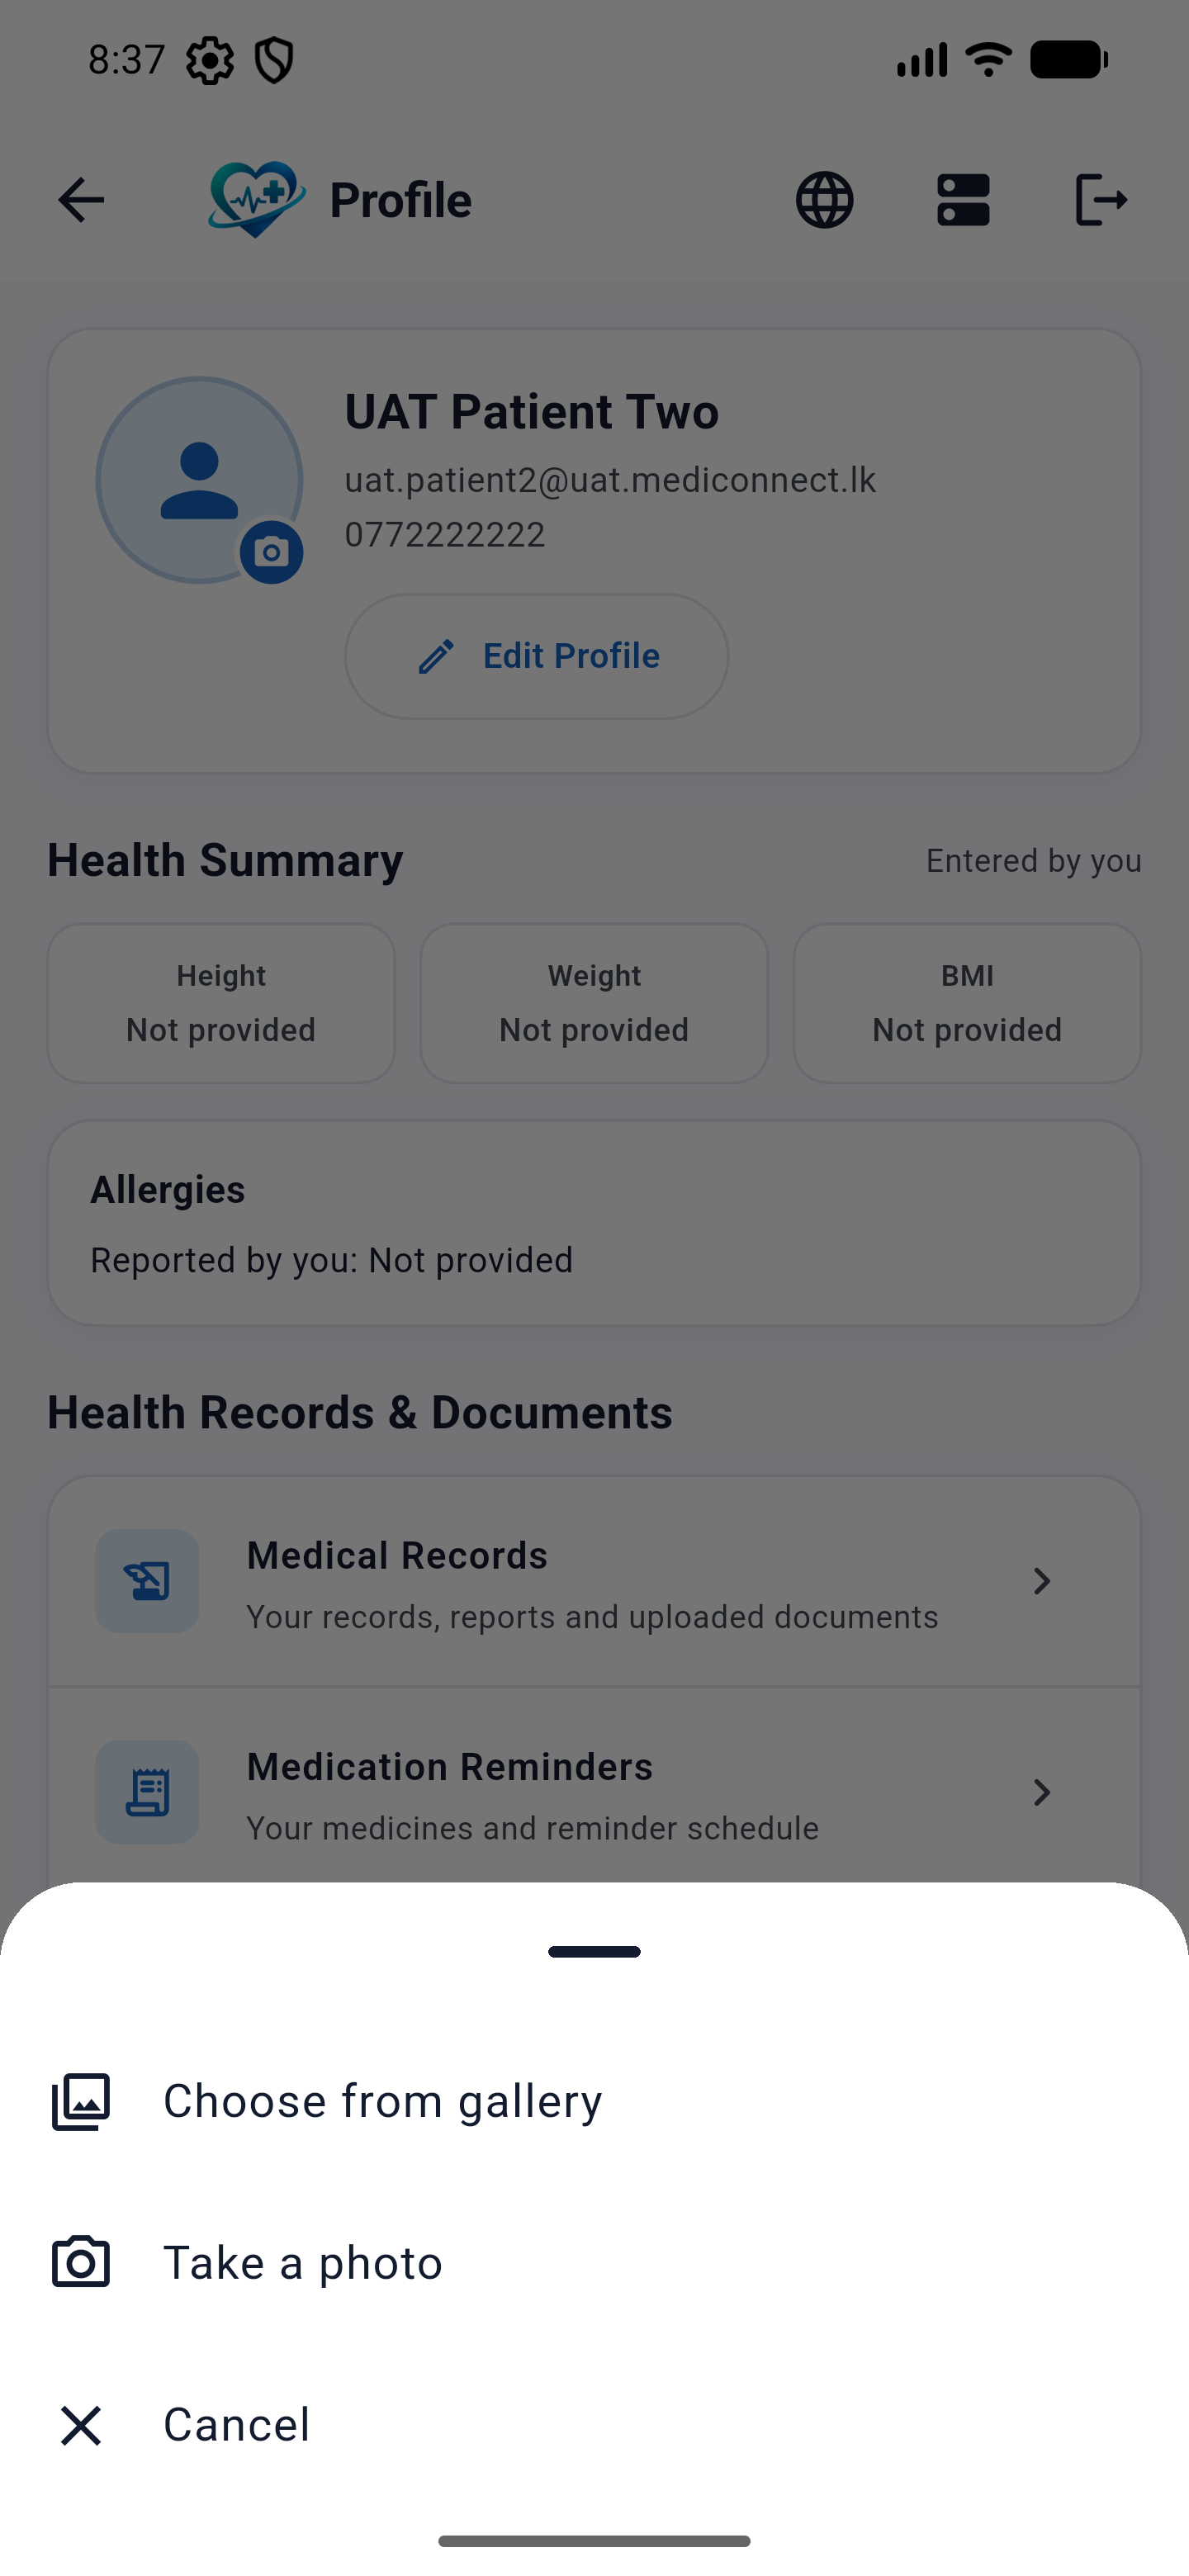 8:37
Profile
UAT Patient Two
uat.patient2@uat.mediconnect.lk
0772222222
Edit Profile
Health Summary
Entered by you
Height
Not provided
Weight
Not provided
BMI
Not provided
Allergies
Reported by you: Not provided
Health Records & Documents
Medical Records
Your records, reports and uploaded documents
Medication Reminders
Your medicines and reminder schedule
Choose from gallery
Take a photo
Cancel